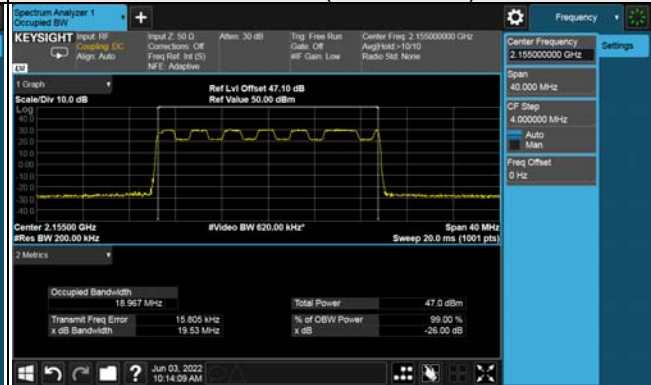 Spectrum Analyzer 1
Occupied BW
Frequency
KEYSIGHT
Input: RF
Coupling: DC
Align: Auto
Input Z: 50 Ω
Corrections: Off
Freq Ref: Int (S)
NFE: Adaptive
Atten: 30 dB
Trig: Free Run
Gate: Off
#IF Gain: Low
Center Freq: 2.155000000 GHz
Avg|Hold:>10/10
Radio Std: None
Center Frequency
2.155000000 GHz
Settings
Span
40.000 MHz
CF Step
4.000000 MHz
Auto
Man
Freq Offset
0 Hz
1 Graph
Scale/Div 10.0 dB
Ref Lvl Offset 47.10 dB
Ref Value 50.00 dBm
Log
40.0
30.0
20.0
10.0
0.00
-10.0
-20.0
-30.0
-40.0
Center 2.15500 GHz
#Res BW 200.00 kHz
#Video BW 620.00 kHz*
Span 40 MHz
Sweep 20.0 ms (1001 pts)
2 Metrics
Occupied Bandwidth
18.967 MHz
Total Power 47.0 dBm
Transmit Freq Error 15.805 kHz
% of OBW Power 99.00 %
x dB Bandwidth 19.53 MHz
x dB -26.00 dB
Jun 03, 2022
10:14:09 AM